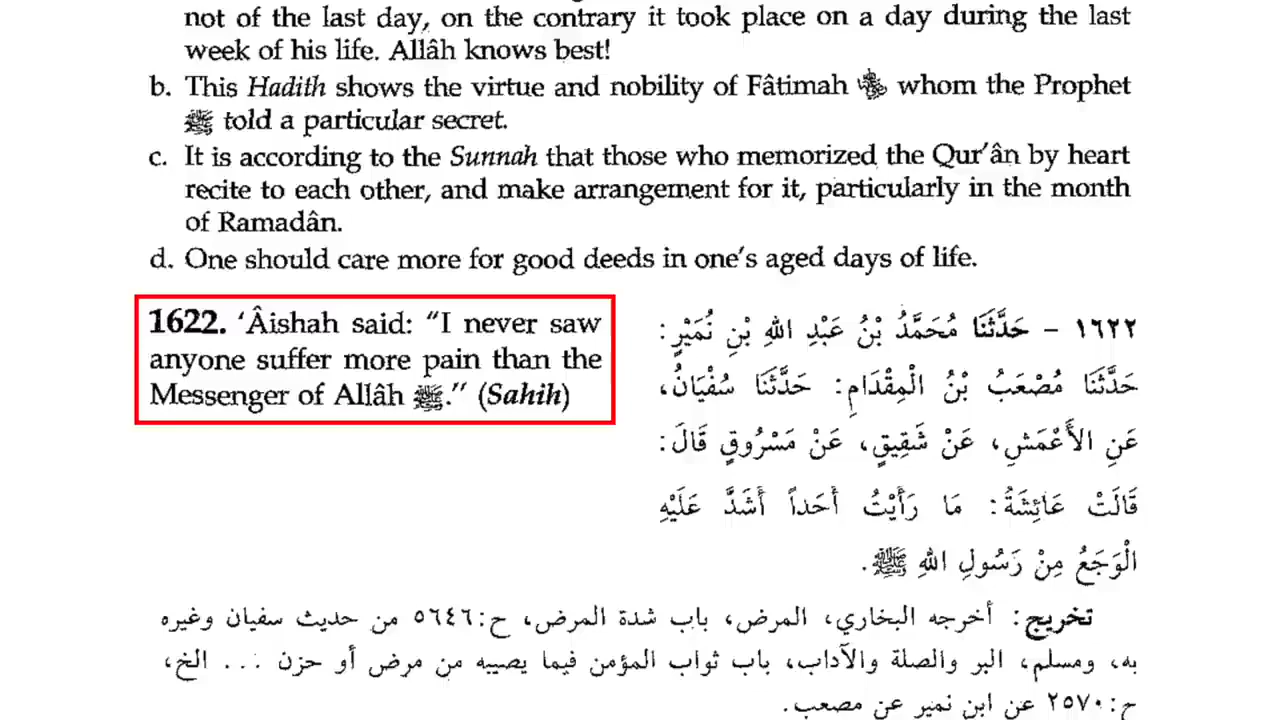 not of the last day, on the contrary it took place on a day during the last
week of his life. Allâh knows best!
b. This Hadith shows the virtue and nobility of Fâtimah whom the Prophet
ﷺ told a particular secret.
c. It is according to the Sunnah that those who memorized the Qur'ân by heart
recite to each other, and make arrangement for it, particularly in the month
of Ramadân.
d. One should care more for good deeds in one's aged days of life.
1622. 'Âishah said: "I never saw
anyone suffer more pain than the
Messenger of Allâh ﷺ." (Sahih)
١٦٢٢ - حَدَّثَنَا مُحَمَّدُ بْنُ عَبْدِ اللهِ بْنِ نُمَيْرٍ:
حَدَّثَنَا مُصْعَبُ بْنُ الْمِقْدَامِ: حَدَّثَنَا سُفْيَانُ،
عَنِ الأَعْمَشِ، عَنْ شَقِيقٍ، عَنْ مَسْرُوقٍ قَالَ:
قَالَتْ عَائِشَةُ: مَا رَأَيْتُ أَحَداً أَشَدَّ عَلَيْهِ
الْوَجَعُ مِنْ رَسُولِ اللهِ ﷺ.
تخريج: أخرجه البخاري، المرض، باب شدة المرض، ح:٥٦٤٦ من حديث سفيان وغيره
به، ومسلم، البر والصلة والآداب، باب ثواب المؤمن فيما يصيبه من مرض أو حزن ... الخ،
ح:٢٥٧٠ عن ابن نمير عن مصعب.